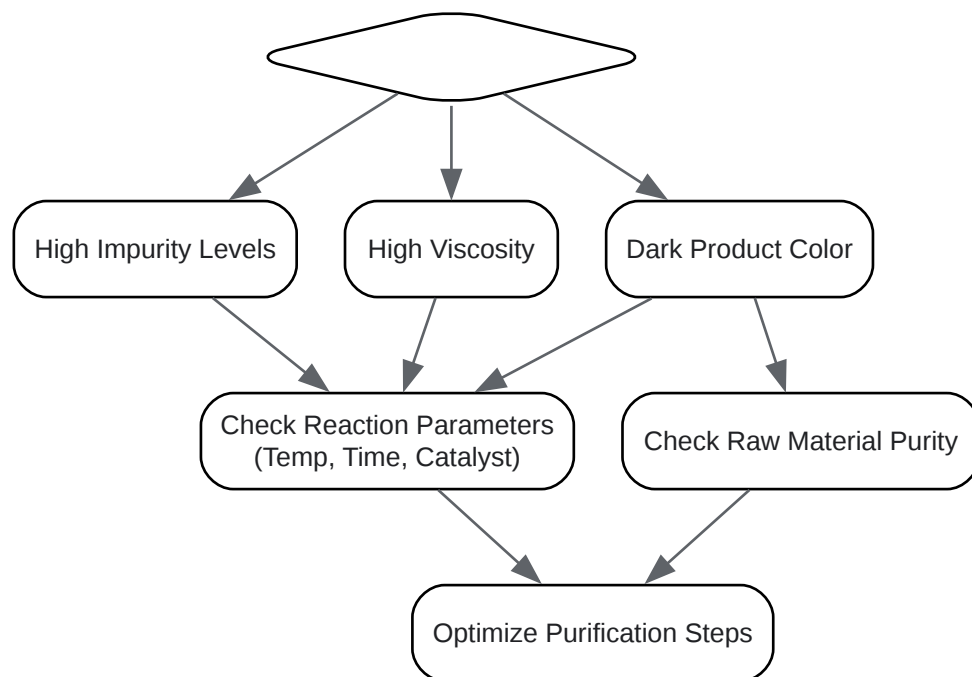 High Impurity Levels
High Viscosity
Dark Product Color
Check Reaction Parameters
(Temp, Time, Catalyst)
Check Raw Material Purity
Optimize Purification Steps